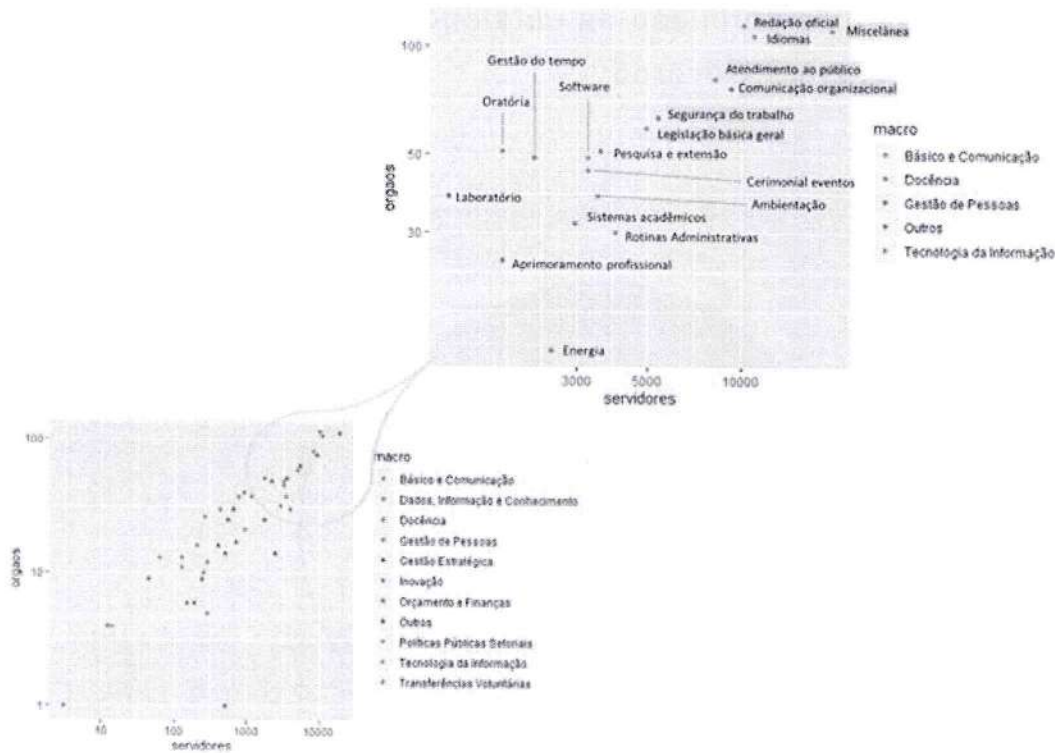 Redação oficial
Idiomas
Miscelânea
100
Gestão do tempo
Atendimento ao público
Software
Comunicação organizacional
Oratória
Segurança do trabalho
Legislação básica geral
macro
50
Pesquisa e extensão
Básico e Comunicação
orgaos
Cerimonial eventos
Docência
Laboratório
Ambientação
Gestão de Pessoas
Sistemas acadêmicos
Outros
30
Rotinas Administrativas
Tecnologia da Informação
Aprimoramento profissional
Energia
3000
5000
10000
servidores
100
macro
Básico e Comunicação
Dados, Informação e Conhecimento
Docência
Gestão de Pessoas
orgaos
Gestão Estratégica
10
Inovação
Orçamento e Finanças
Outros
Políticas Públicas Setoriais
Tecnologia da Informação
1
Transferências Voluntárias
10
100
1000
10000
servidores